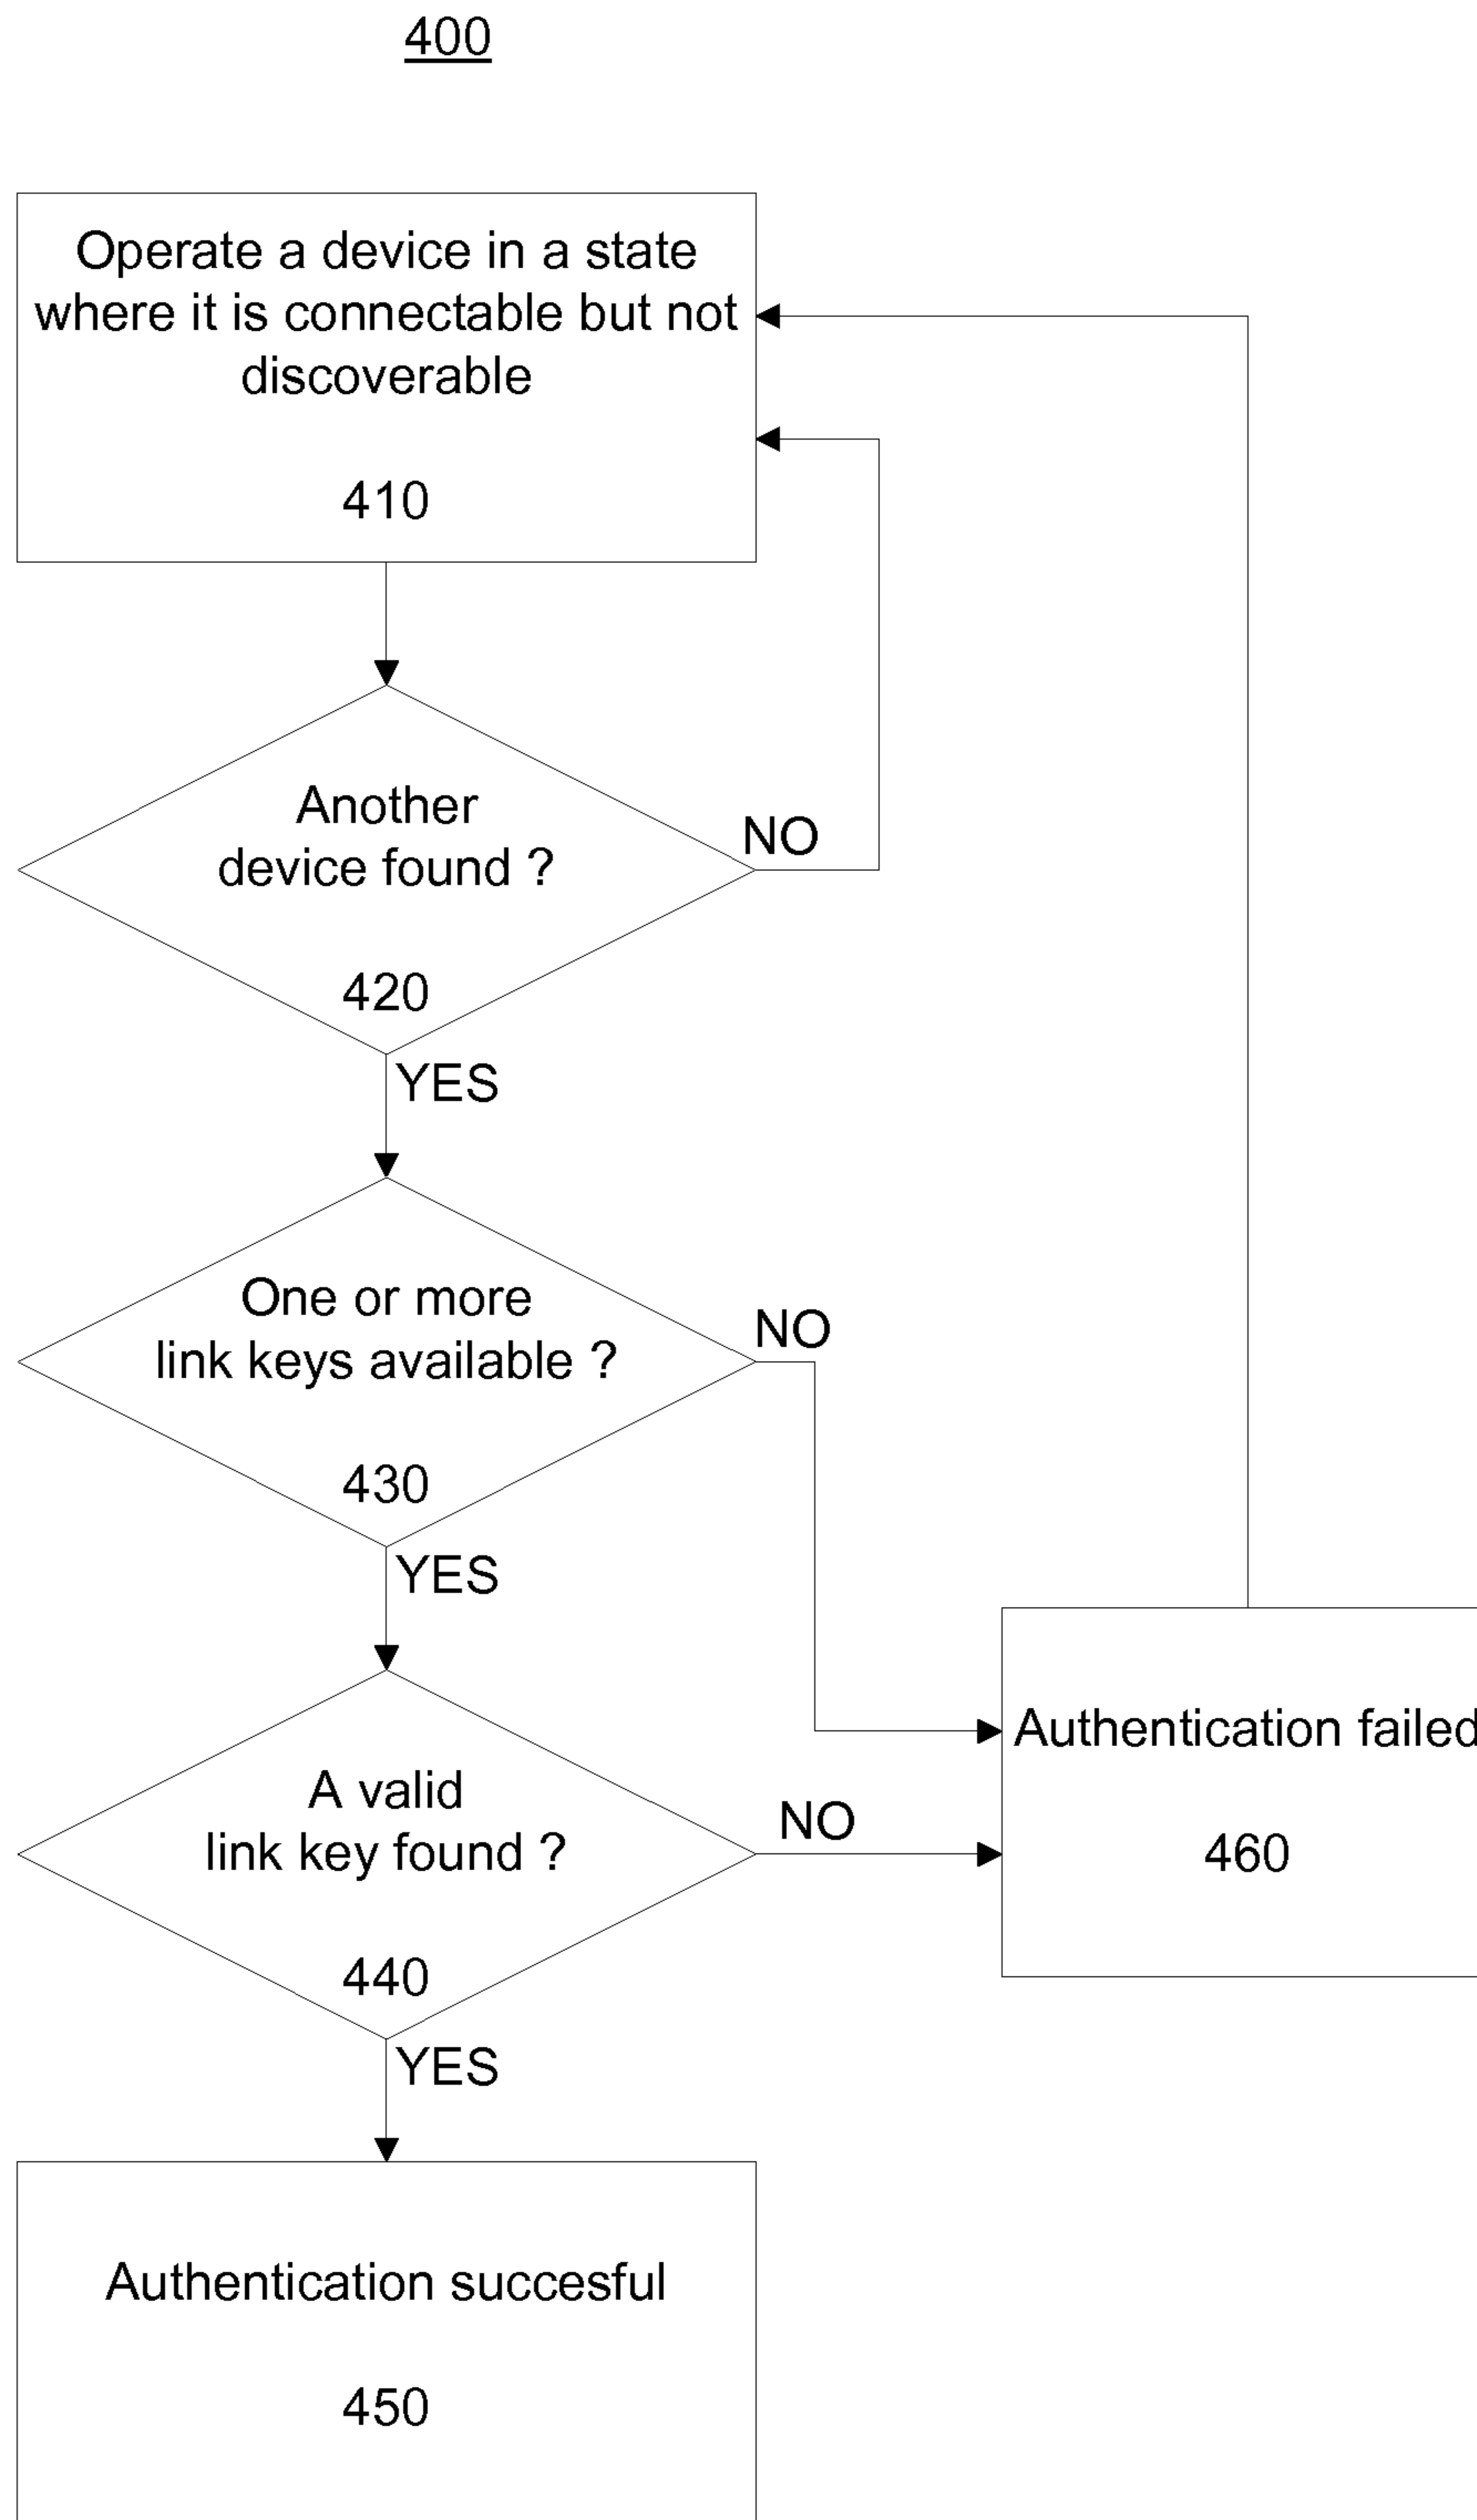 400
Operate a device in a state
where it is connectable but not
discoverable
410
Another
device found ?
420
NO
YES
One or more
link keys available ?
430
NO
YES
A valid
link key found ?
440
NO
YES
Authentication failed
460
Authentication succesful
450